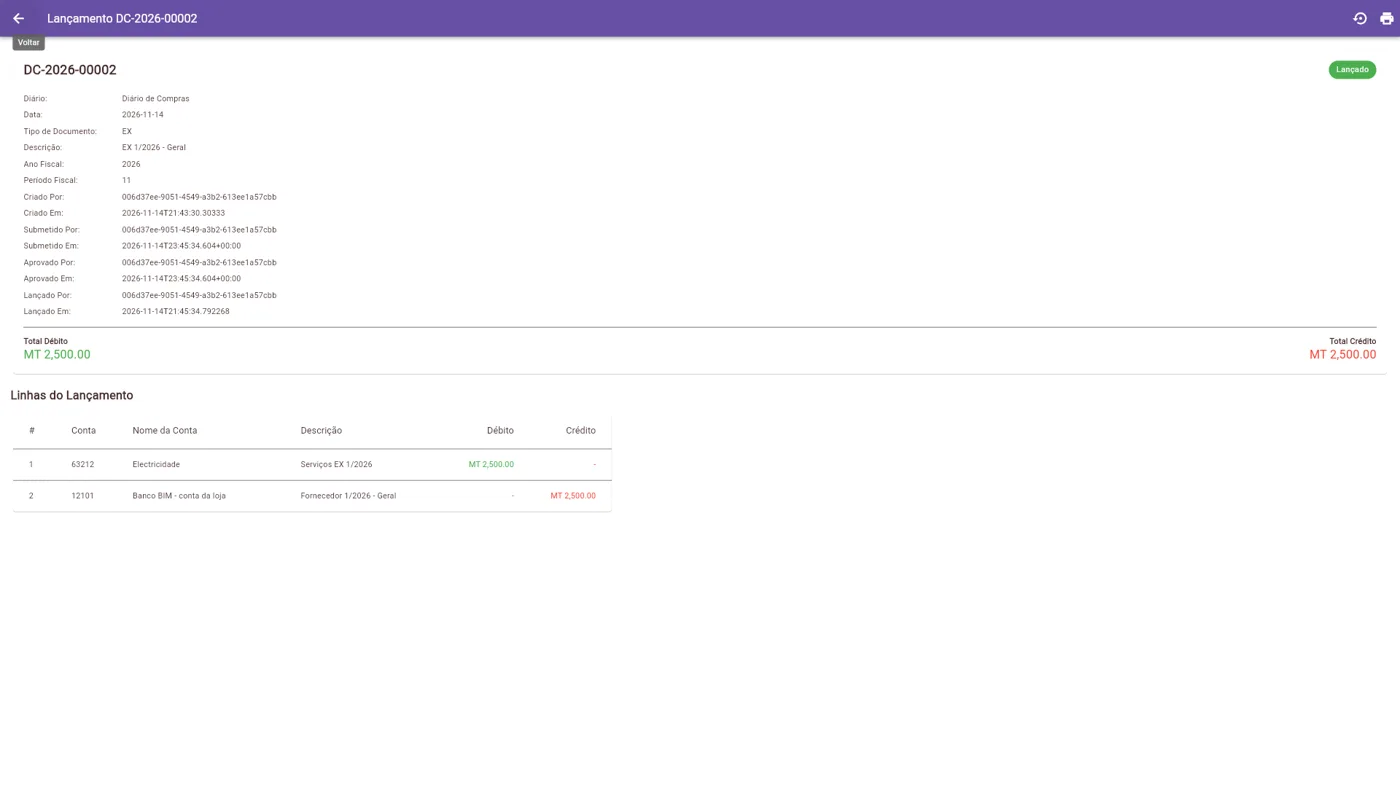 Lançamento DC-2026-00002
Voltar
DC-2026-00002 Lançado
Diário: Diário de Compras
Data: 2026-11-14
Tipo de Documento: EX
Descrição: EX 1/2026 - Geral
Ano Fiscal: 2026
Período Fiscal: 11
Criado Por: 006d37ee-9051-4549-a3b2-613ee1a57cbb
Criado Em: 2026-11-14T21:43:30.30333
Submetido Por: 006d37ee-9051-4549-a3b2-613ee1a57cbb
Submetido Em: 2026-11-14T23:45:34.604+00:00
Aprovado Por: 006d37ee-9051-4549-a3b2-613ee1a57cbb
Aprovado Em: 2026-11-14T23:45:34.604+00:00
Lançado Por: 006d37ee-9051-4549-a3b2-613ee1a57cbb
Lançado Em: 2026-11-14T21:45:34.792268
Total Débito Total Crédito
MT 2,500.00 MT 2,500.00
Linhas do Lançamento
# Conta Nome da Conta Descrição Débito Crédito
1 63212 Electricidade Serviços EX 1/2026 MT 2,500.00 -
2 12101 Banco BIM - conta da loja Fornecedor 1/2026 - Geral - MT 2,500.00